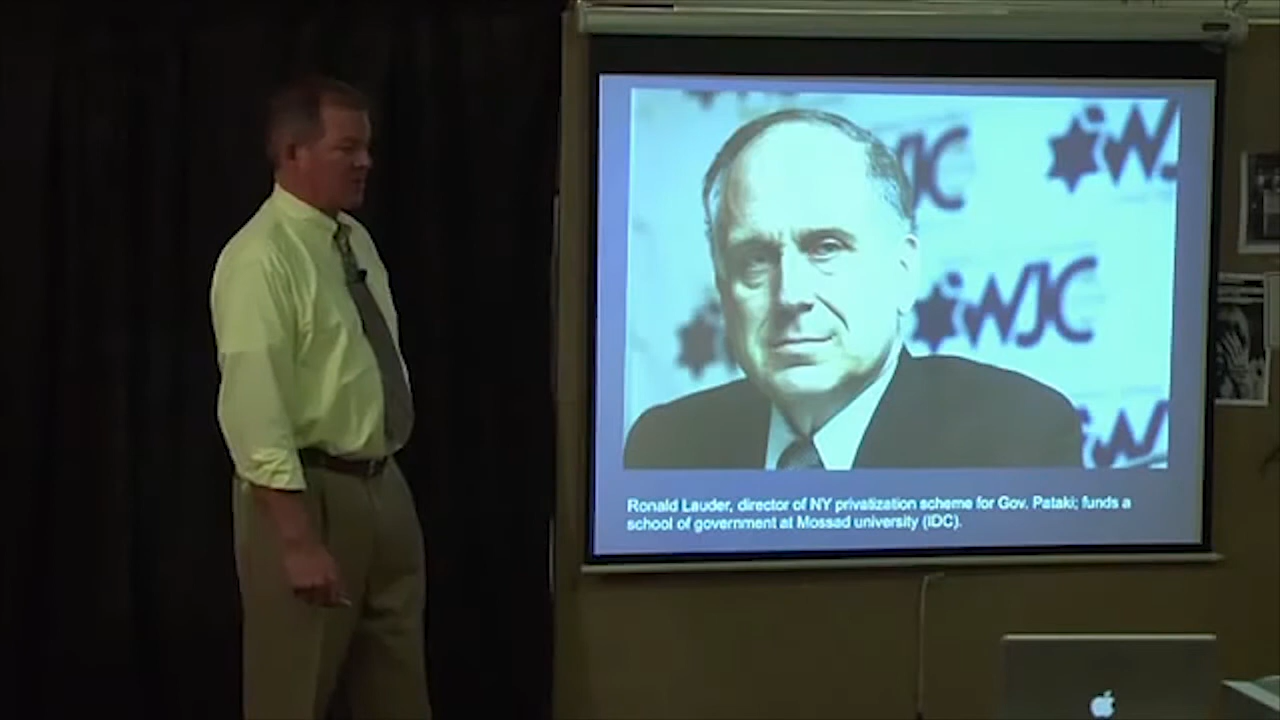 WJC
WJC
WJC
Ronald Lauder, director of NY privatization scheme for Gov. Pataki; funds a
school of government at Mossad university (IDC).